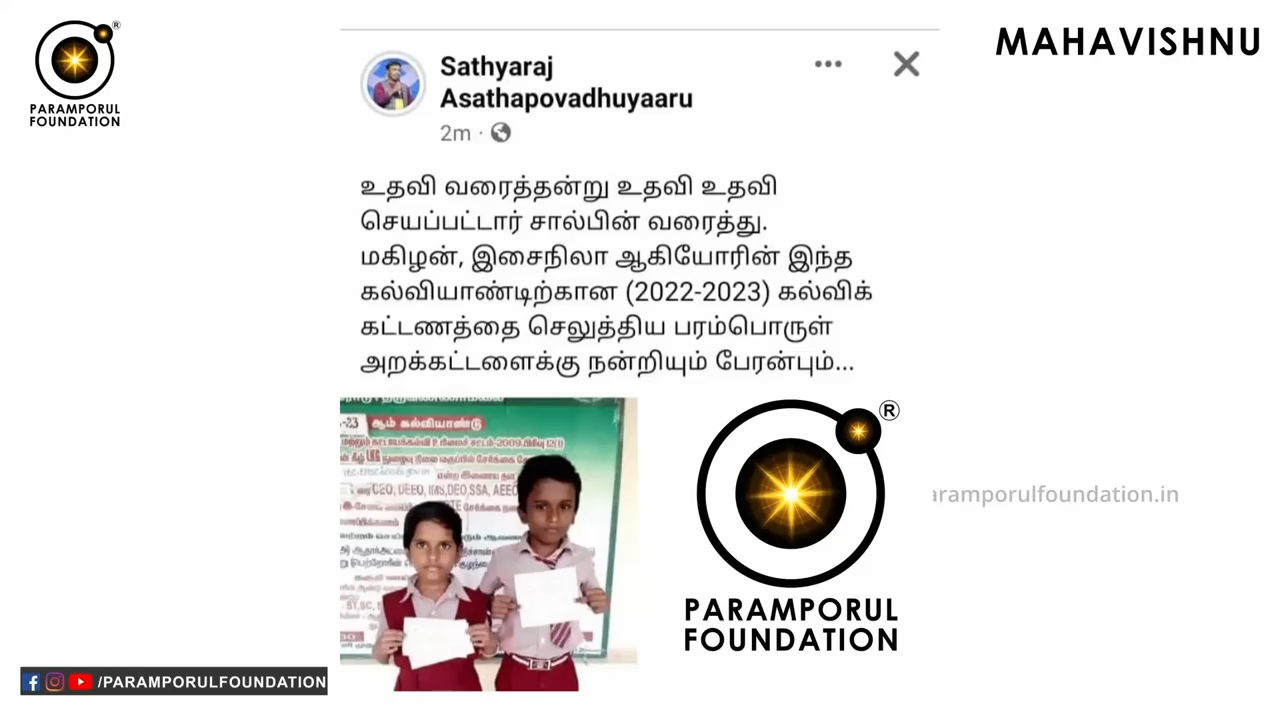 PARAMPORUL
FOUNDATION
®
MAHAVISHNU
Sathyaraj
Asathapovadhuyaaru
2m ·
உதவி வரைத்தன்று உதவி உதவி
செயப்பட்டார் சால்பின் வரைத்து.
மகிழன், இசைநிலா ஆகியோரின் இந்த
கல்வியாண்டிற்கான (2022-2023) கல்விக்
கட்டணத்தை செலுத்திய பரம்பொருள்
அறக்கட்டளைக்கு நன்றியும் பேரன்பும்...
-23 ஆம் கல்வியாண்டு
CEO, DEEO, IMS,DEO,SSA, AEEO
®
PARAMPORUL
FOUNDATION
aramporulfoundation.in
/PARAMPORULFOUNDATION